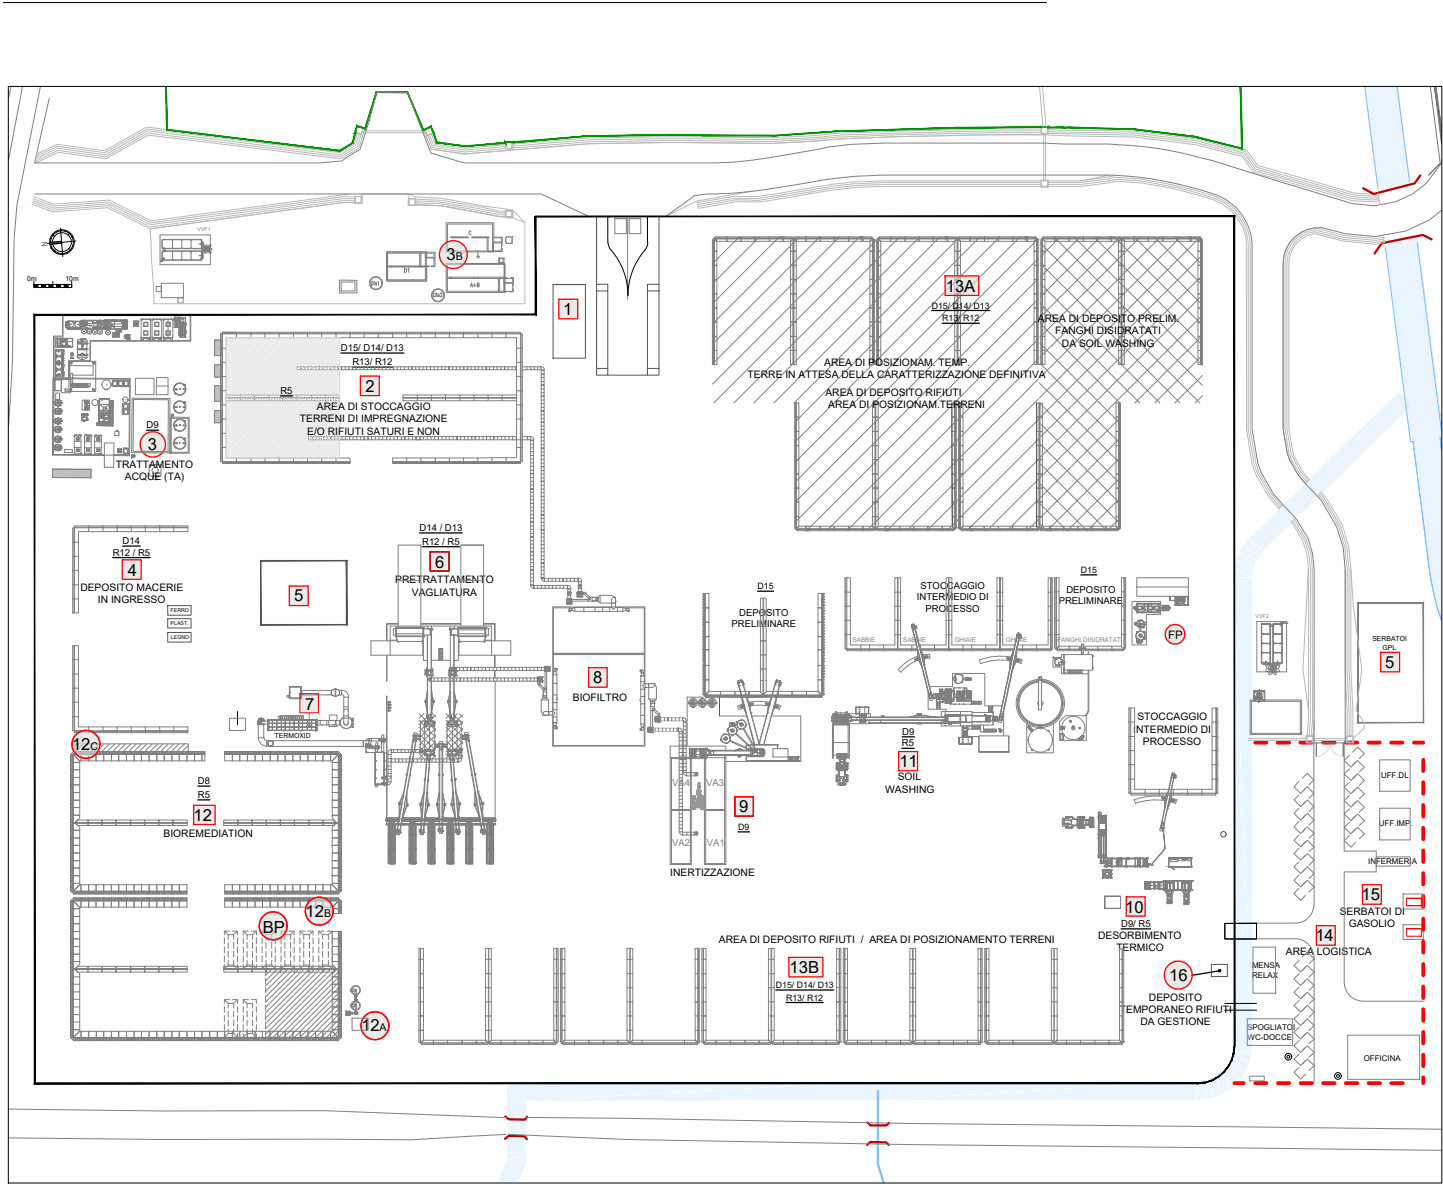 VVF1
C
3B
D1
A+B
N
0m 10m
1
13A
D15/ D14/ D13
R13/ R12
AREA DI DEPOSITO PRELIM.
FANGHI DISIDRATATI
DA SOIL WASHING
AREA DI POSIZIONAM. TEMP.
TERRE IN ATTESA DELLA CARATTERIZZAZIONE DEFINITIVA
AREA DI DEPOSITO RIFIUTI
AREA DI POSIZIONAM.TERRENI
D15/ D14/ D13
R13/ R12
R5
2
AREA DI STOCCAGGIO
TERRENI DI IMPREGNAZIONE
E/O RIFIUTI SATURI E NON
D9
3
TRATTAMENTO
ACQUE (TA)
D14
R12 / R5
4
DEPOSITO MACERIE
IN INGRESSO
FERRO
PLAST.
LEGNO
5
D14 / D13
R12 / R5
6
PRETRATTAMENTO
VAGLIATURA
7
TERMOXID
8
BIOFILTRO
D15
DEPOSITO
PRELIMINARE
STOCCAGGIO
INTERMEDIO DI
PROCESSO
SABBIE
SABBIE
GHIAIE
GHIAIE
D15
DEPOSITO
PRELIMINARE
FANGHI DISIDRATATI
FP
VVF2
SERBATOI
GPL
5
STOCCAGGIO
INTERMEDIO DI
PROCESSO
D9
R5
11
SOIL
WASHING
VA4
VA3
VA2
VA1
9
D9
INERTIZZAZIONE
12C
D8
R5
12
BIOREMEDIATION
12B
BP
12A
10
D9/ R5
DESORBIMENTO
TERMICO
AREA DI DEPOSITO RIFIUTI / AREA DI POSIZIONAMENTO TERRENI
13B
D15/ D14/ D13
R13/ R12
16
DEPOSITO
TEMPORANEO RIFIUTI
DA GESTIONE
UFF.DL
UFF.IMP.
INFERMERIA
15
SERBATOI DI
GASOLIO
14
AREA LOGISTICA
MENSA
RELAX
SPOGLIATOI
WC-DOCCE
OFFICINA